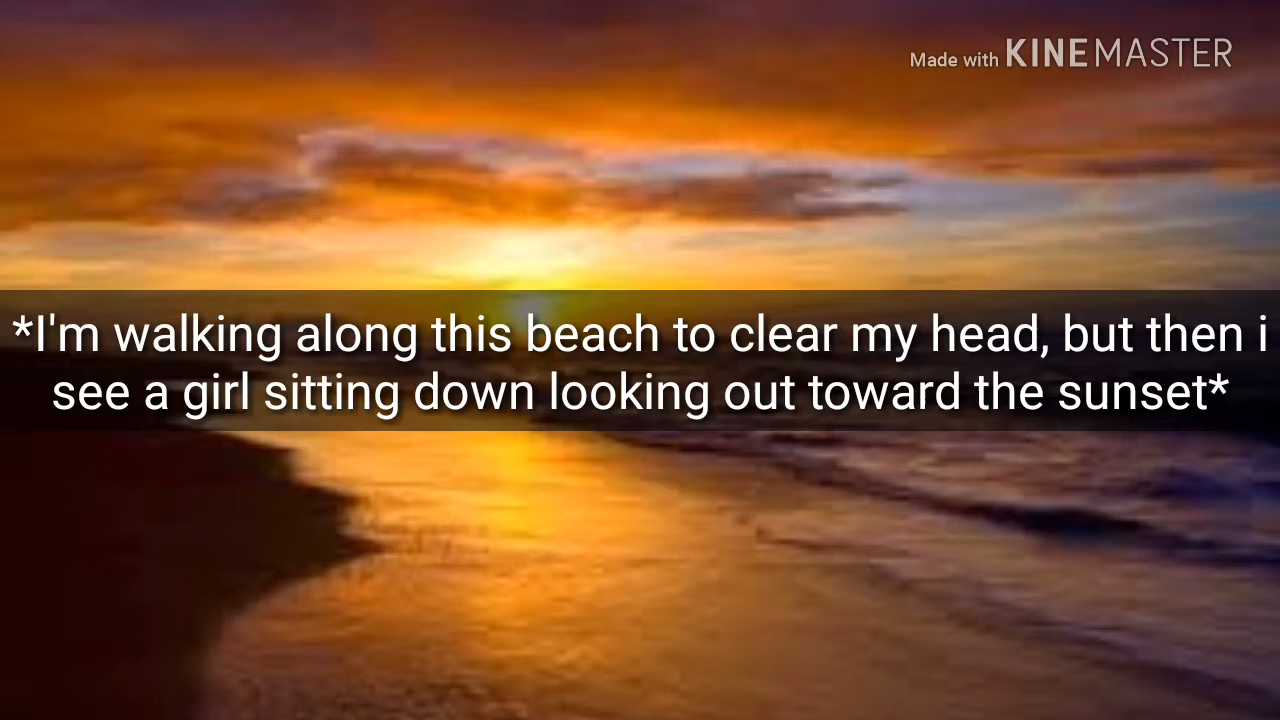 Made with KINEMASTER
*I'm walking along this beach to clear my head, but then i
see a girl sitting down looking out toward the sunset*